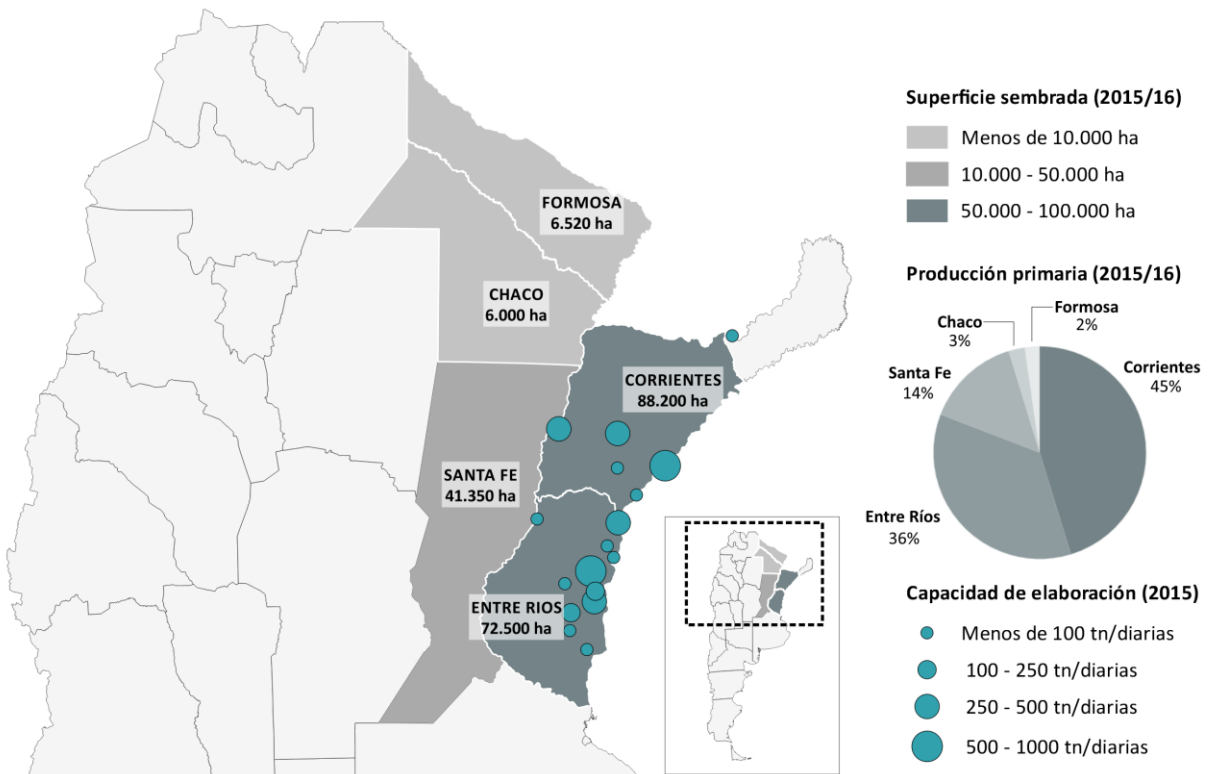 FORMOSA
6.520 ha
CHACO
6.000 ha
CORRIENTES
88.200 ha
SANTA FE
41.350 ha
ENTRE RIOS
72.500 ha
Superficie sembrada (2015/16)
Menos de 10.000 ha
10.000 - 50.000 ha
50.000 - 100.000 ha
Producción primaria (2015/16)
Formosa
2%
Chaco
3%
Corrientes
45%
Santa Fe
14%
Entre Ríos
36%
Capacidad de elaboración (2015)
Menos de 100 tn/diarias
100 - 250 tn/diarias
250 - 500 tn/diarias
500 - 1000 tn/diarias